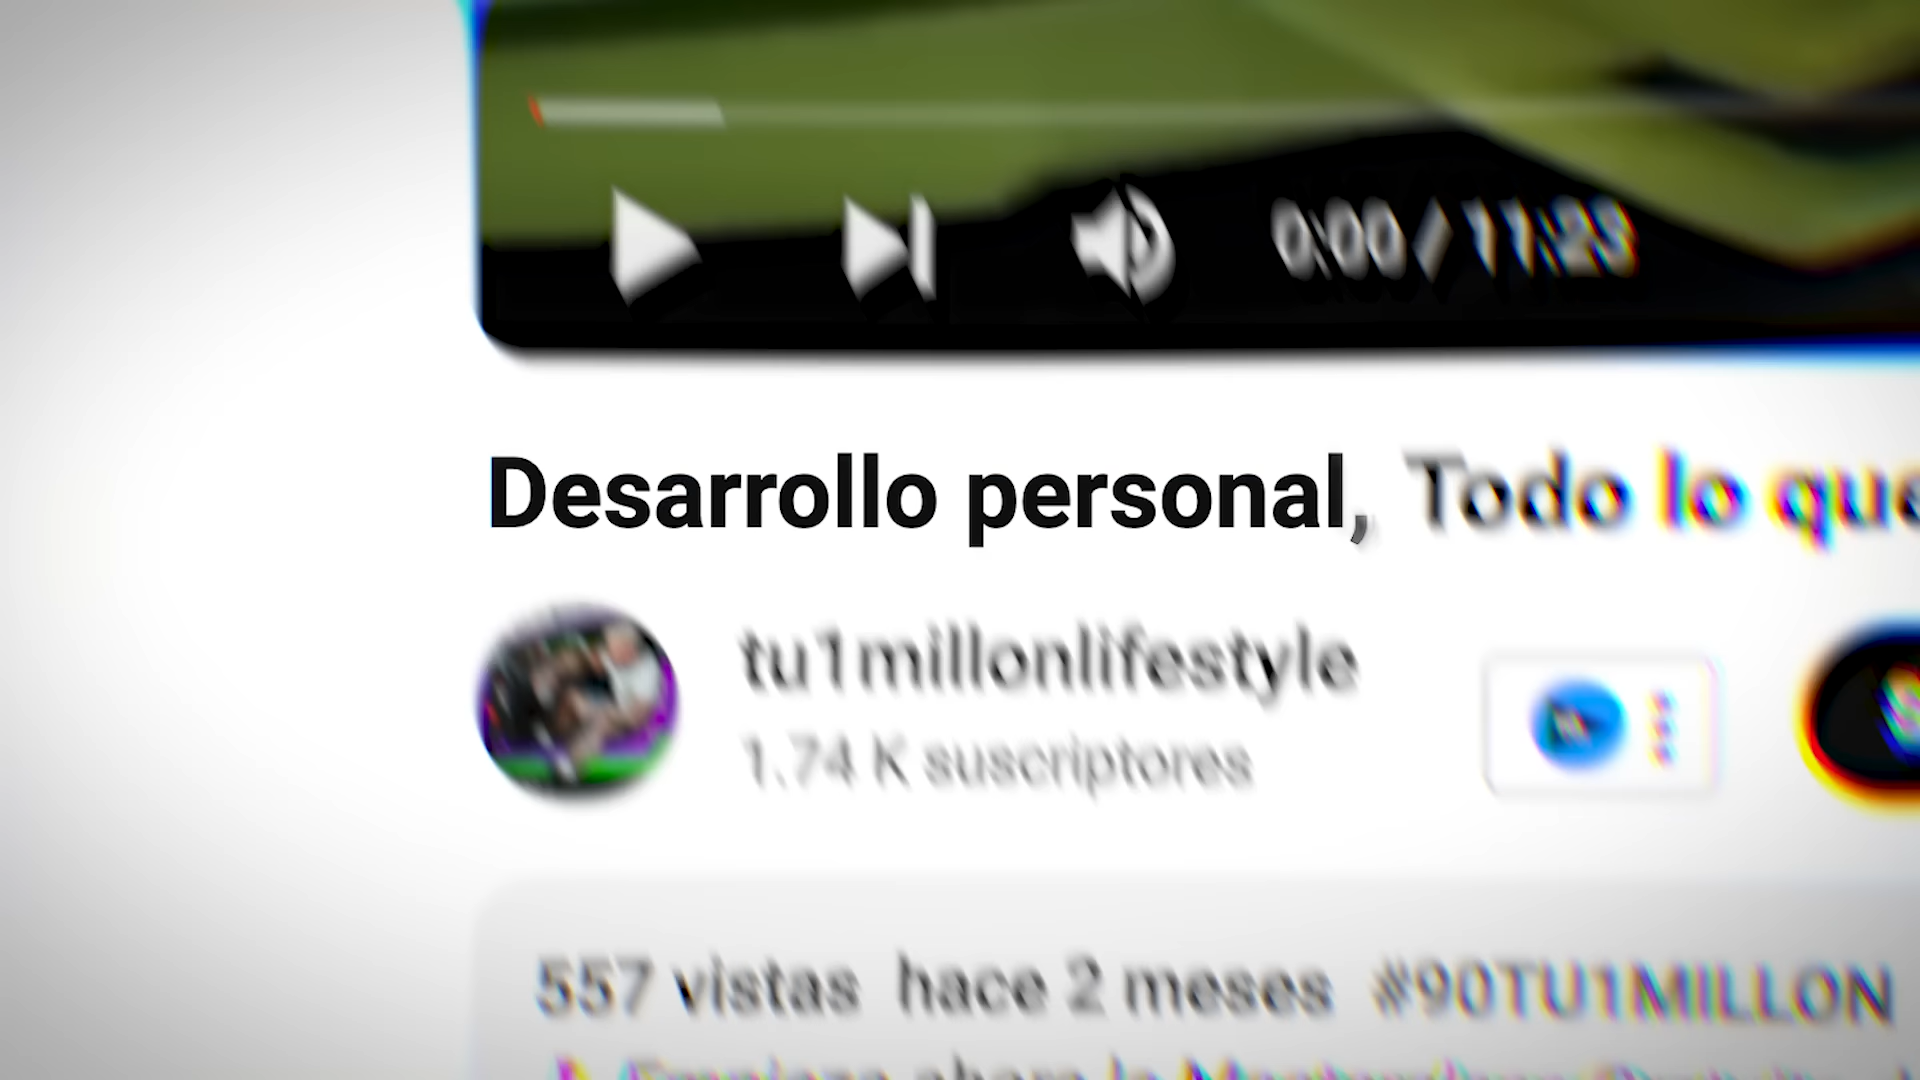 0:00 / 11:23
Desarrollo personal, Todo lo que
tu1millonlifestyle
1.74 K suscriptores
557 vistas hace 2 meses #90TU1MILLON